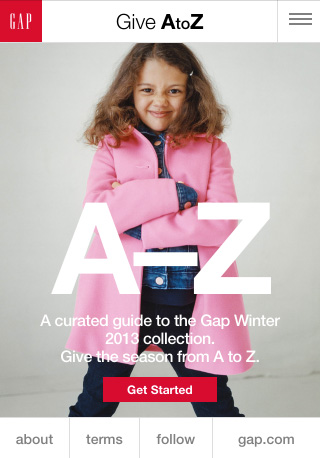 GAP
Give AtoZ
A–Z
A curated guide to the Gap Winter
2013 collection.
Give the season from A to Z.
Get Started
about
terms
follow
gap.com